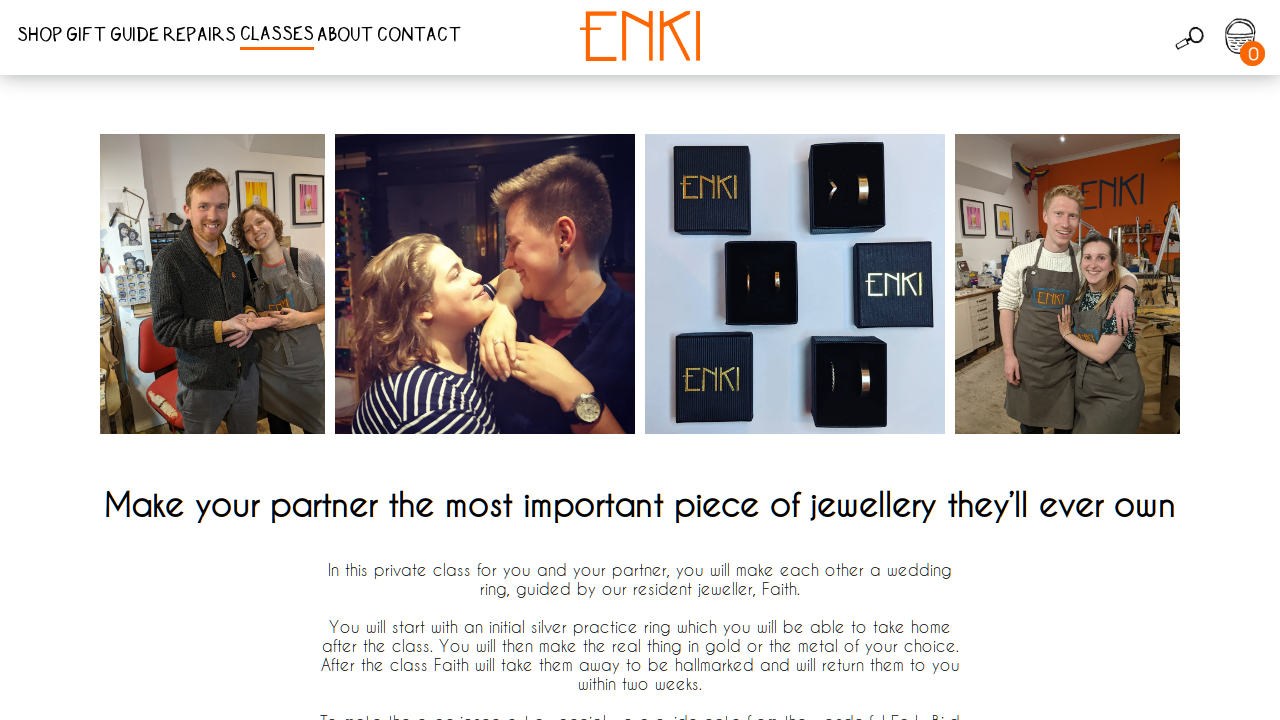 SHOP GIFT GUIDE REPAIRS CLASSES ABOUT CONTACT
ENKI
0
ENKI
ENKI
ENKI
ENKI
ENKI
ENKI
Make your partner the most important piece of jewellery they'll ever own
In this private class for you and your partner, you will make each other a wedding
ring, guided by our resident jeweller, Faith.
You will start with an initial silver practice ring which you will be able to take home
after the class. You will then make the real thing in gold or the metal of your choice.
After the class Faith will take them away to be hallmarked and will return them to you
within two weeks.